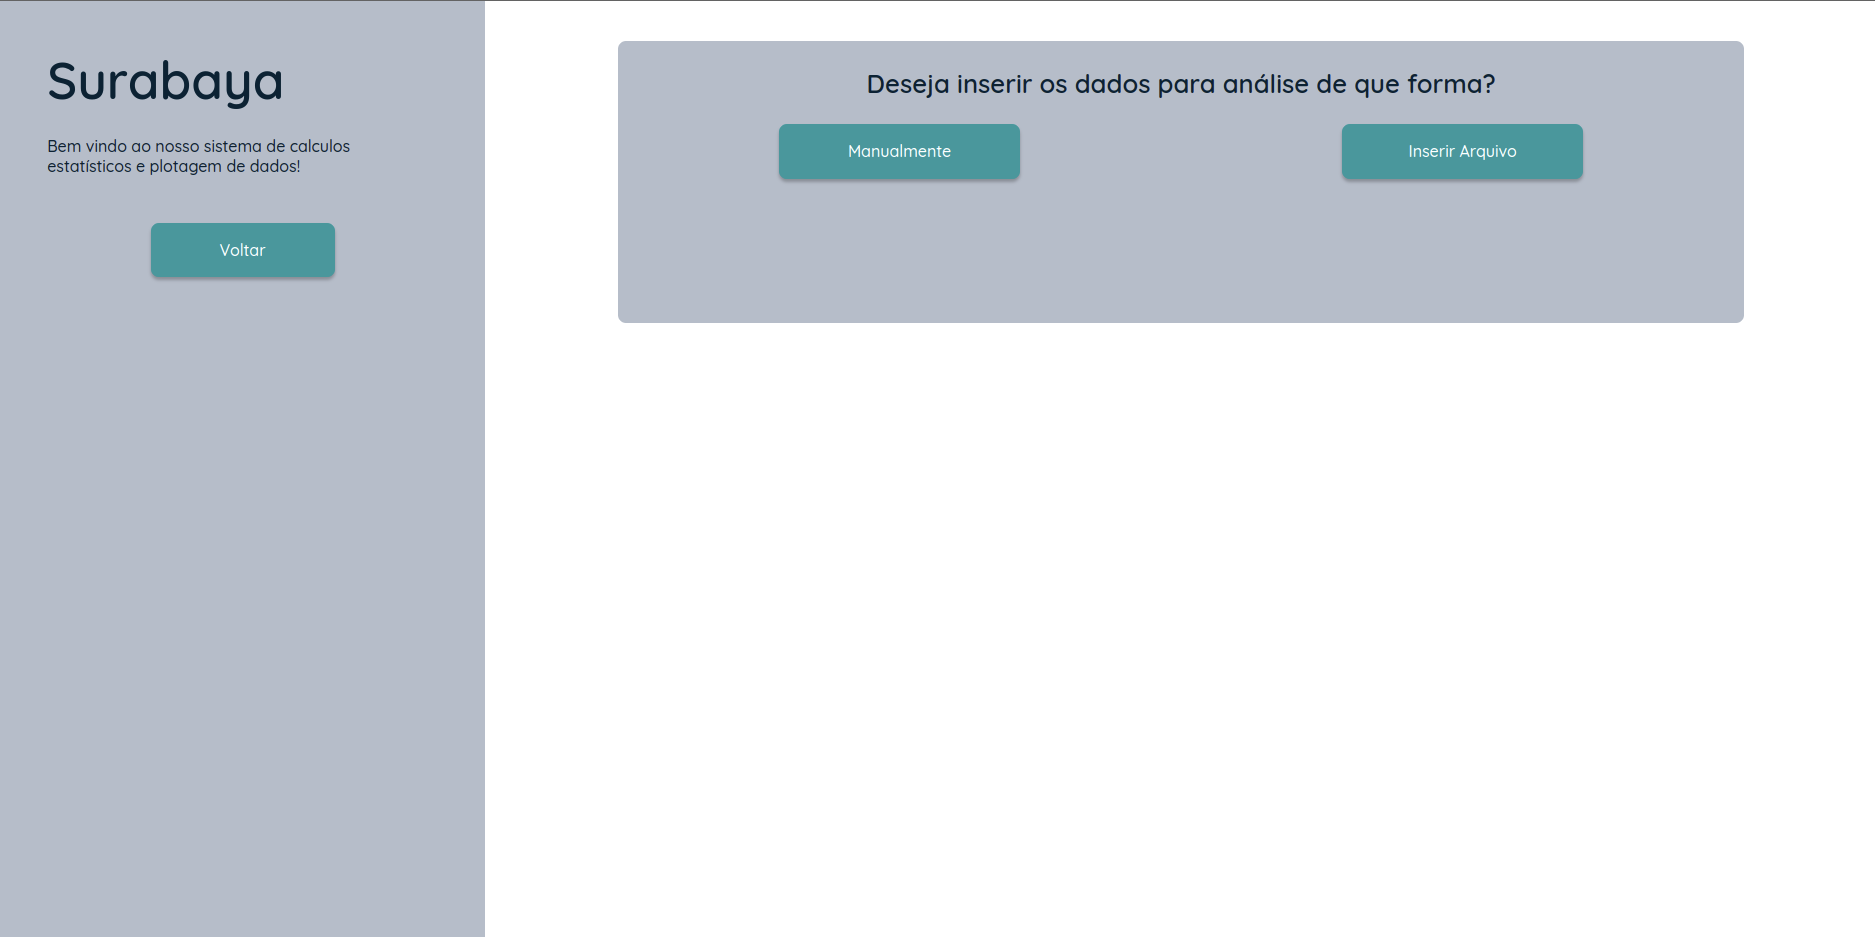 Surabaya
Bem vindo ao nosso sistema de calculos
estatísticos e plotagem de dados!
Voltar
Deseja inserir os dados para análise de que forma?
Manualmente
Inserir Arquivo